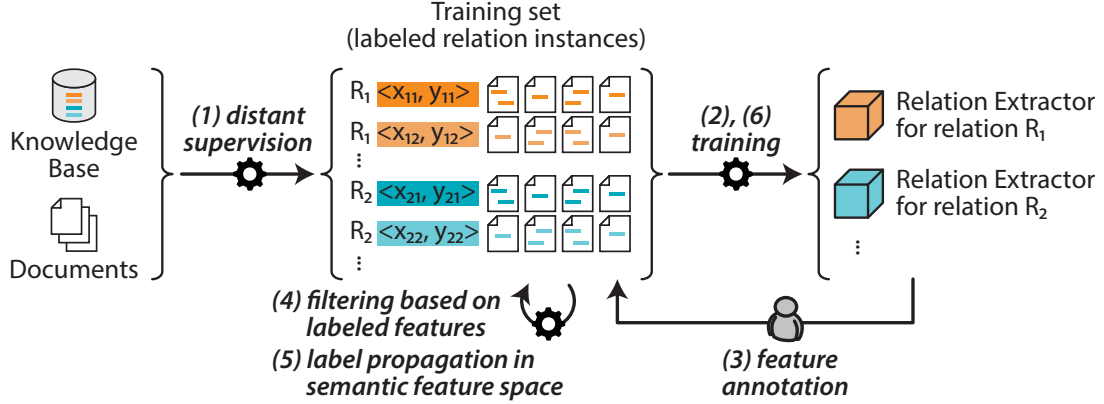 Training set
(labeled relation instances)
Knowledge
Base
Documents
(1) distant
supervision
R₁ <x₁₁, y₁₁>
R₁ <x₁₂, y₁₂>
...
R₂ <x₂₁, y₂₁>
R₂ <x₂₂, y₂₂>
...
(2), (6)
training
Relation Extractor
for relation R₁
Relation Extractor
for relation R₂
...
(4) filtering based on
labeled features
(5) label propagation in
semantic feature space
(3) feature
annotation